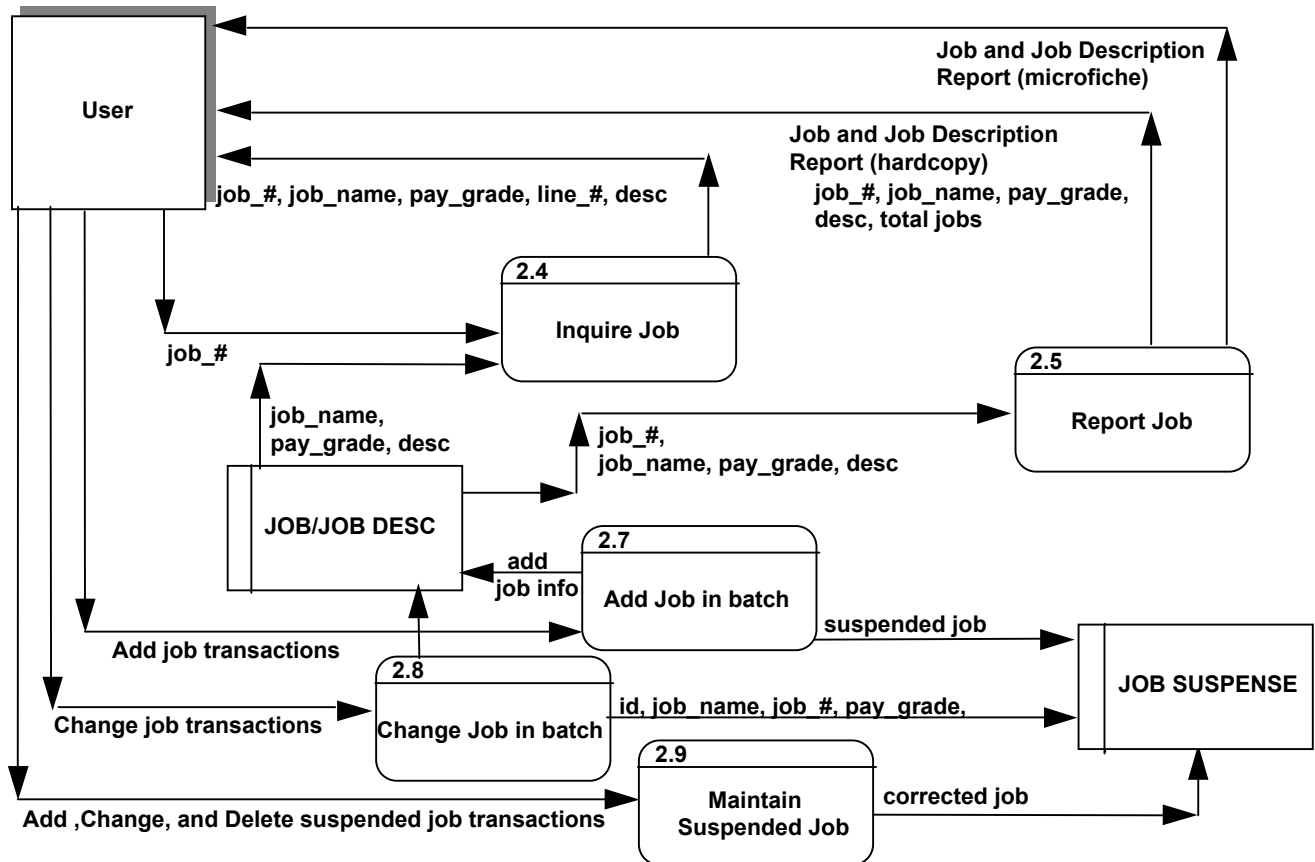 Job and Job Description
Report (microfiche)
User
Job and Job Description
Report (hardcopy)
job_#, job_name, pay_grade,
desc, total jobs
job_#, job_name, pay_grade, line_#, desc
2.4
Inquire Job
job_#
2.5
Report Job
job_name,
pay_grade, desc
job_#,
job_name, pay_grade, desc
JOB/JOB DESC
add
job info
2.7
Add Job in batch
suspended job
Add job transactions
2.8
Change Job in batch
JOB SUSPENSE
id, job_name, job_#, pay_grade,
Change job transactions
2.9
Maintain
Suspended Job
corrected job
Add ,Change, and Delete suspended job transactions